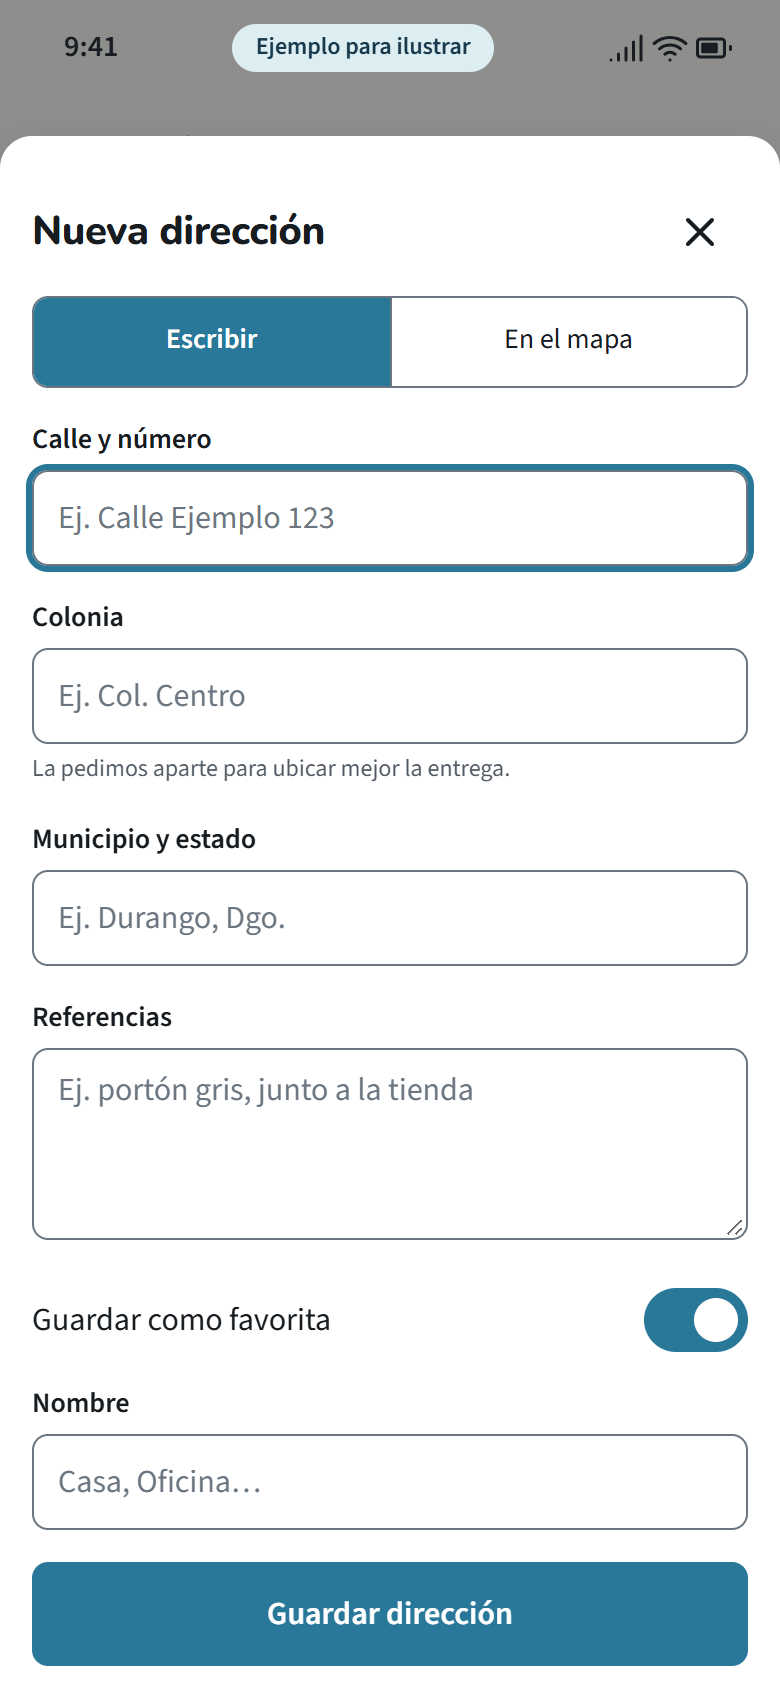 9:41
Ejemplo para ilustrar
Nueva dirección
Escribir
En el mapa
Calle y número
Ej. Calle Ejemplo 123
Colonia
Ej. Col. Centro
La pedimos aparte para ubicar mejor la entrega.
Municipio y estado
Ej. Durango, Dgo.
Referencias
Ej. portón gris, junto a la tienda
Guardar como favorita
Nombre
Casa, Oficina…
Guardar dirección